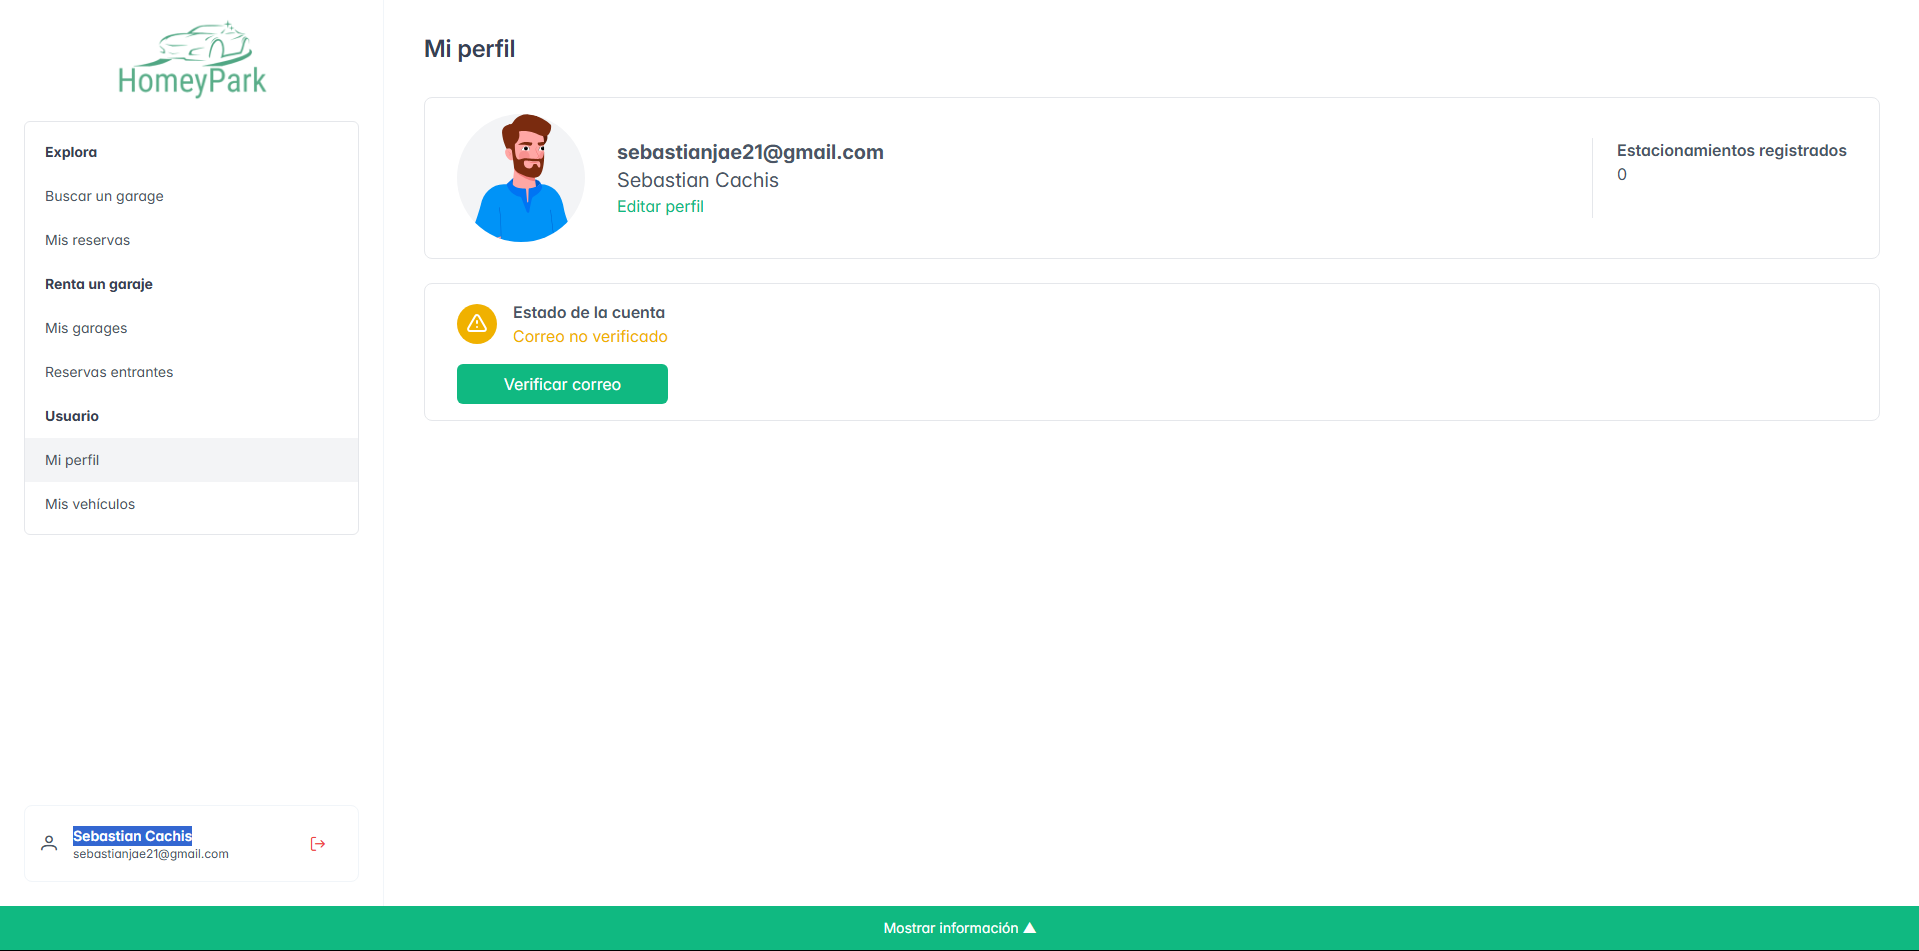 HomeyPark
Explora
Buscar un garage
Mis reservas
Renta un garaje
Mis garages
Reservas entrantes
Usuario
Mi perfil
Mis vehículos
Sebastian Cachis
sebastianjae21@gmail.com
Mi perfil
sebastianjae21@gmail.com
Sebastian Cachis
Editar perfil
Estacionamientos registrados
0
Estado de la cuenta
Correo no verificado
Verificar correo
Mostrar información ▲